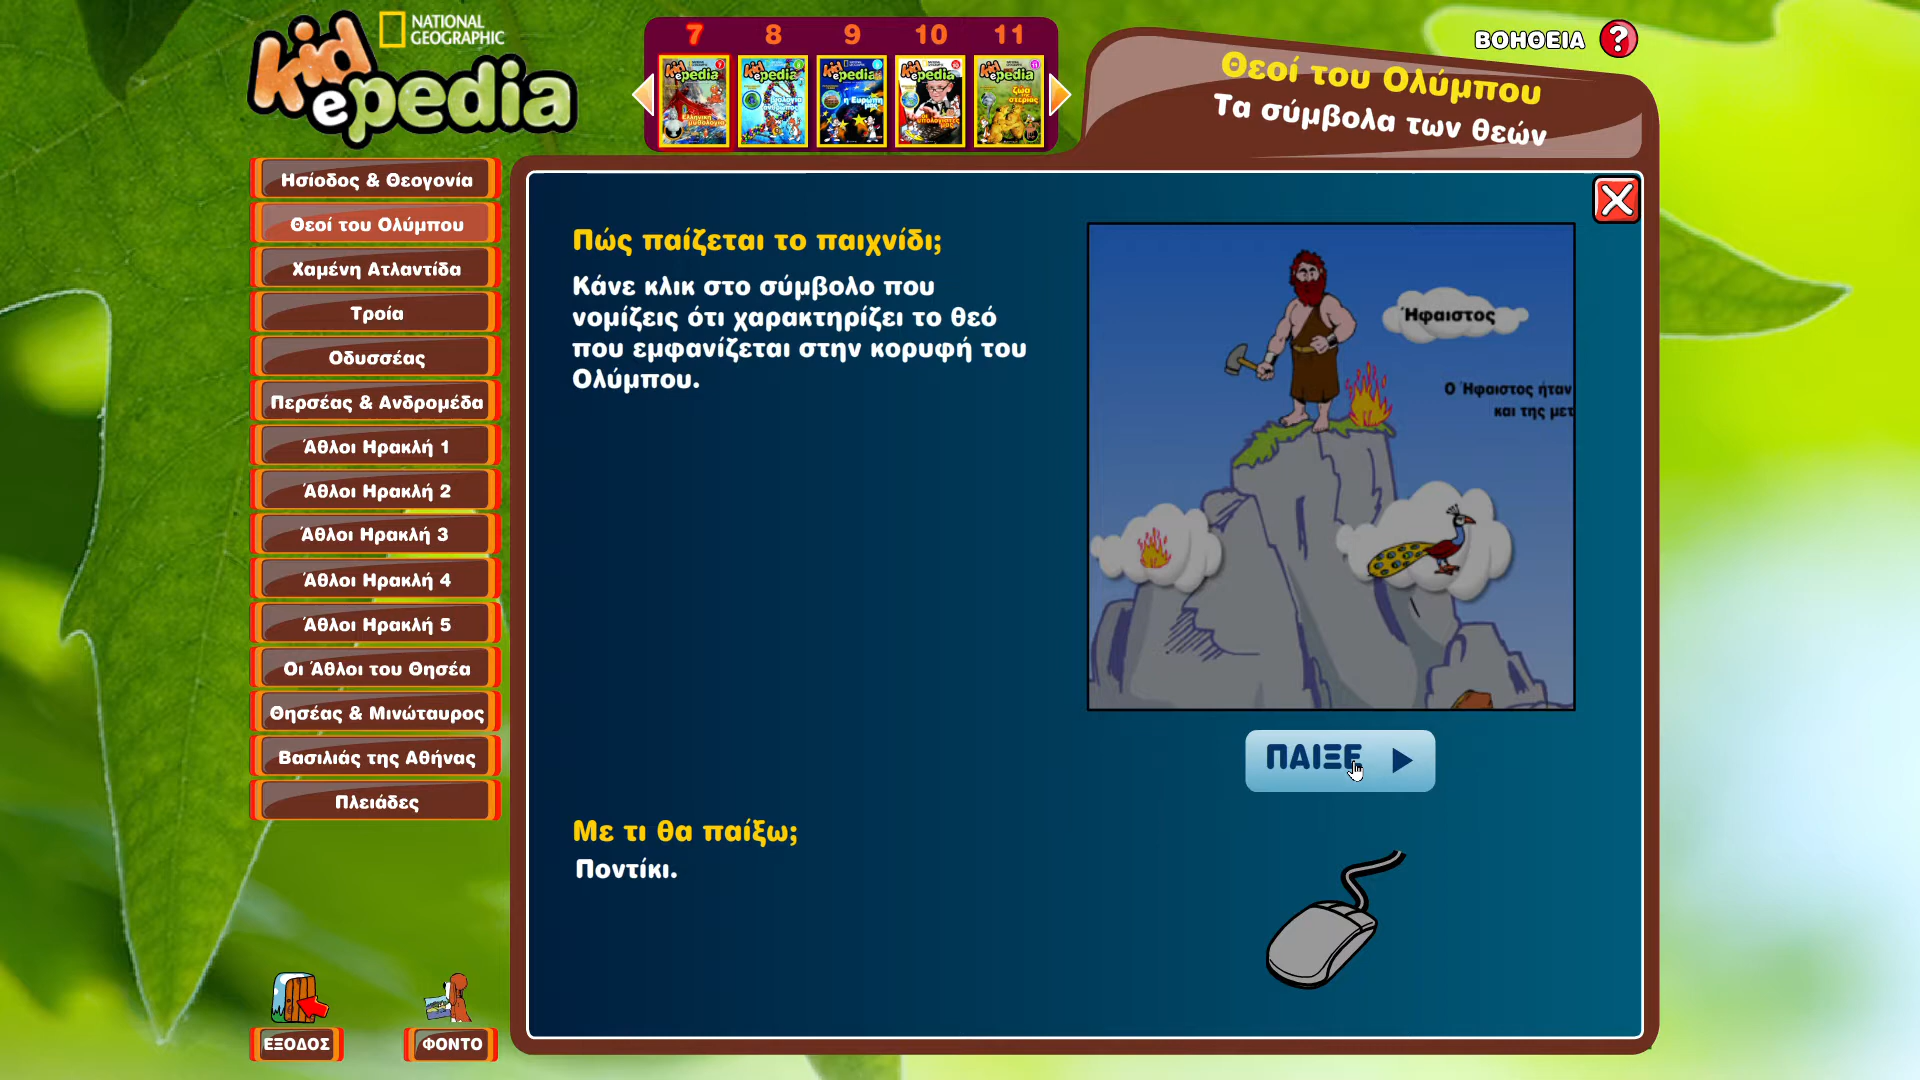 kid
epedia
NATIONAL
GEOGRAPHIC
7 8 9 10 11
ΒΟΗΘΕΙΑ ?
Θεοί του Ολύμπου
Τα σύμβολα των θεών
Ησίοδος & Θεογονία
Θεοί του Ολύμπου
Χαμένη Ατλαντίδα
Τροία
Οδυσσέας
Περσέας & Ανδρομέδα
Άθλοι Ηρακλή 1
Άθλοι Ηρακλή 2
Άθλοι Ηρακλή 3
Άθλοι Ηρακλή 4
Άθλοι Ηρακλή 5
Οι Άθλοι του Θησέα
Θησέας & Μινώταυρος
Βασιλιάς της Αθήνας
Πλειάδες
ΕΞΟΔΟΣ
ΦΟΝΤΟ
Πώς παίζεται το παιχνίδι;
Κάνε κλικ στο σύμβολο που
νομίζεις ότι χαρακτηρίζει το θεό
που εμφανίζεται στην κορυφή του
Ολύμπου.
Ήφαιστος
Ο Ήφαιστος ήταν
και της μετ
ΠΑΙΞΕ
Με τι θα παίξω;
Ποντίκι.